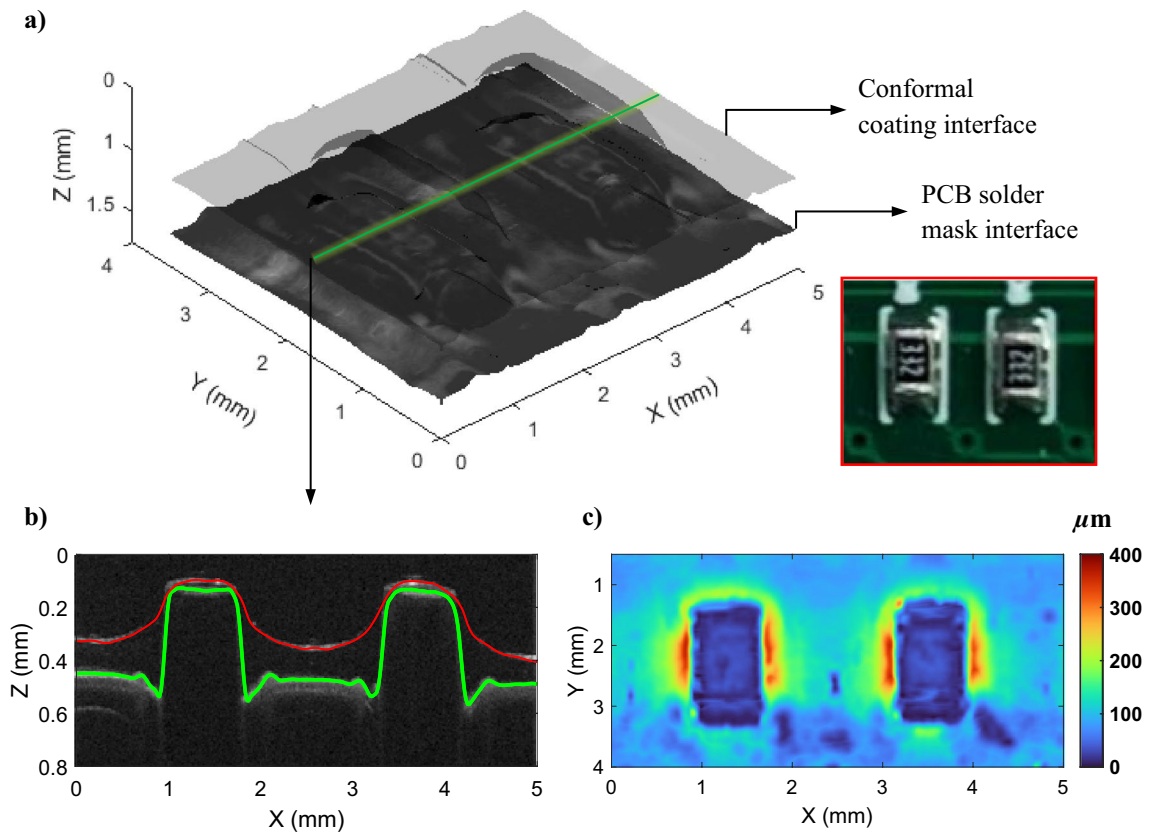 a)
0
1
1.5
Z (mm)
4
3
2
1
0
Y (mm)
0
1
2
3
4
5
X (mm)
Conformal
coating interface
PCB solder
mask interface
332
332
b)
0
0.2
0.4
0.6
0.8
Z (mm)
0 1 2 3 4 5
X (mm)
c)
µm
1
2
3
4
Y (mm)
0 1 2 3 4 5
X (mm)
400
300
200
100
0